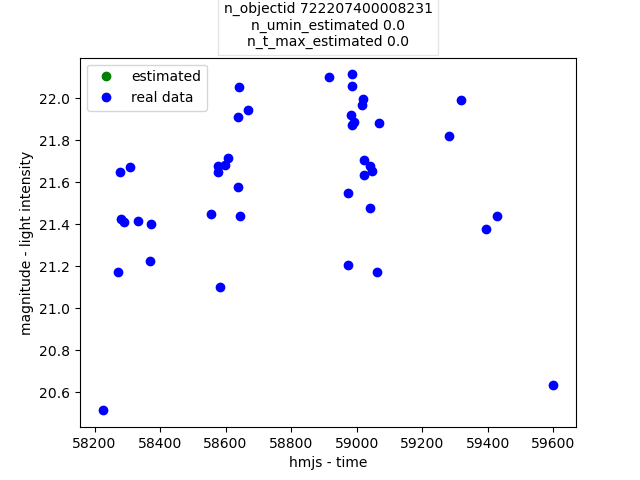 n_objectid 722207400008231
n_umin_estimated 0.0
n_t_max_estimated 0.0
estimated
real data
magnitude - light intensity
22.0
21.8
21.6
21.4
21.2
21.0
20.8
20.6
58200 58400 58600 58800 59000 59200 59400 59600
hmjs - time